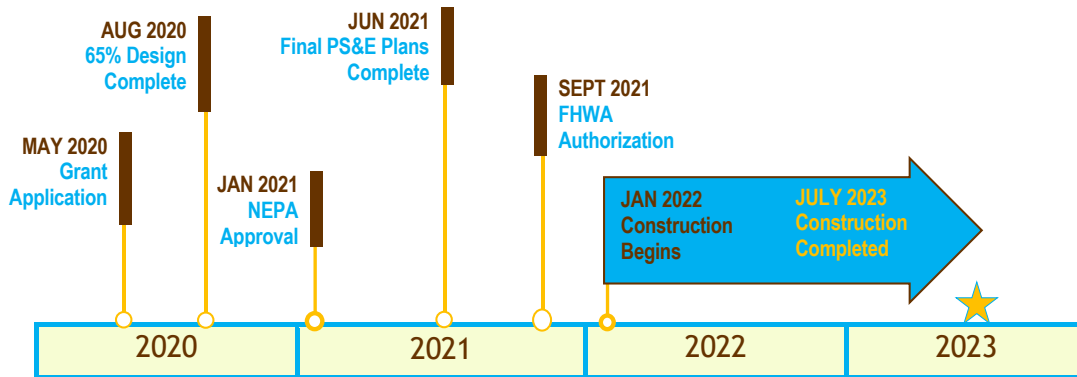 MAY 2020
Grant
Application
AUG 2020
65% Design
Complete
JAN 2021
NEPA
Approval
JUN 2021
Final PS&E Plans
Complete
SEPT 2021
FHWA
Authorization
JAN 2022
Construction
Begins
JULY 2023
Construction
Completed
2020
2021
2022
2023